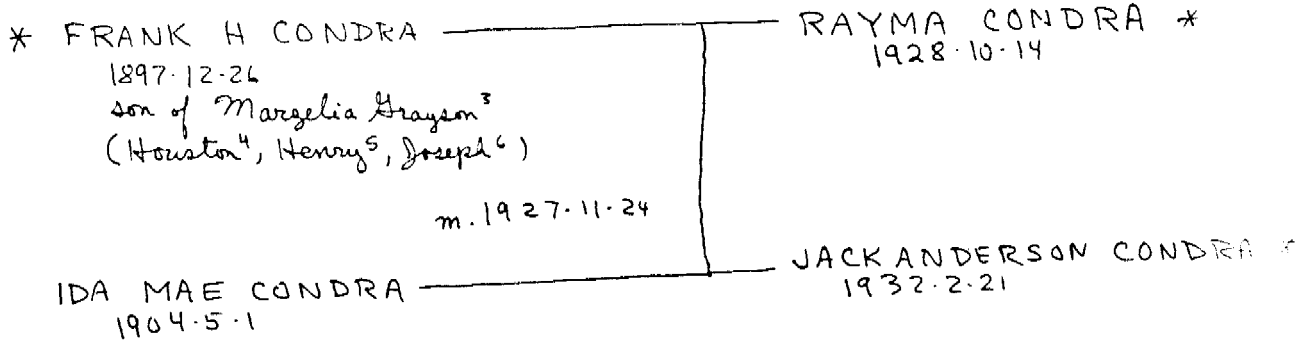 * FRANK H CONDRA
1897·12·26
son of Margelia Grayson³
(Houston⁴, Henry⁵, Joseph⁶)
m. 1927·11·24
IDA MAE CONDRA
1904·5·1
RAYMA CONDRA *
1928·10·14
JACK ANDERSON CONDRA *
1932·2·21